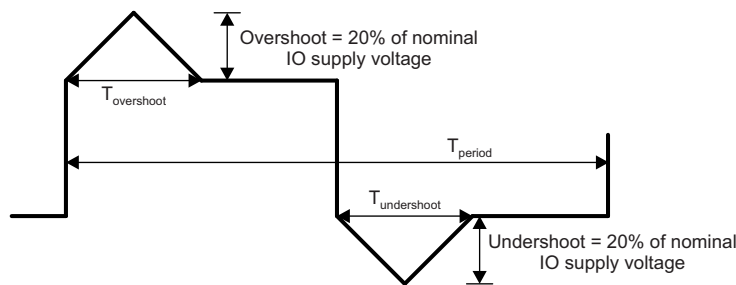 Overshoot = 20% of nominal
IO supply voltage
Tovershoot
Tperiod
Tundershoot
Undershoot = 20% of nominal
IO supply voltage